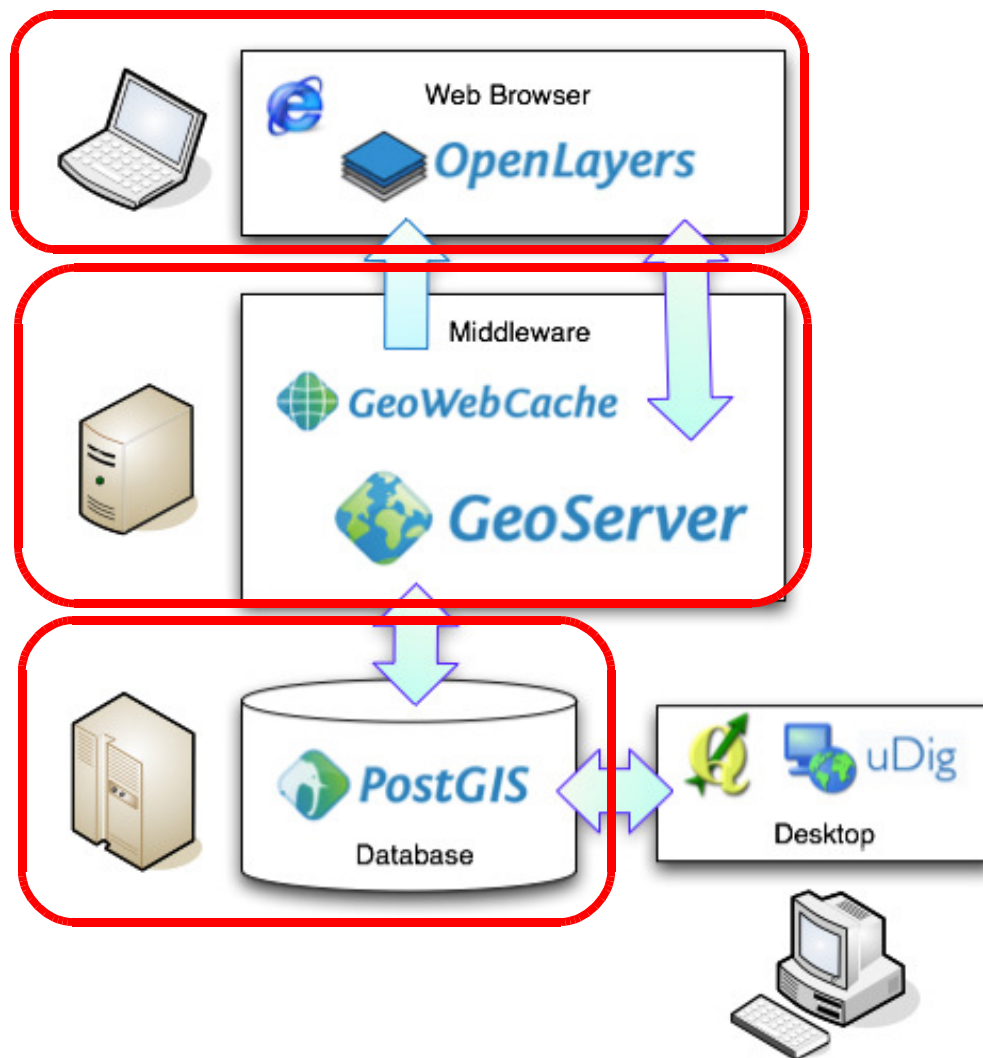 Web Browser
OpenLayers
Middleware
GeoWebCache
GeoServer
PostGIS
Database
uDig
Desktop